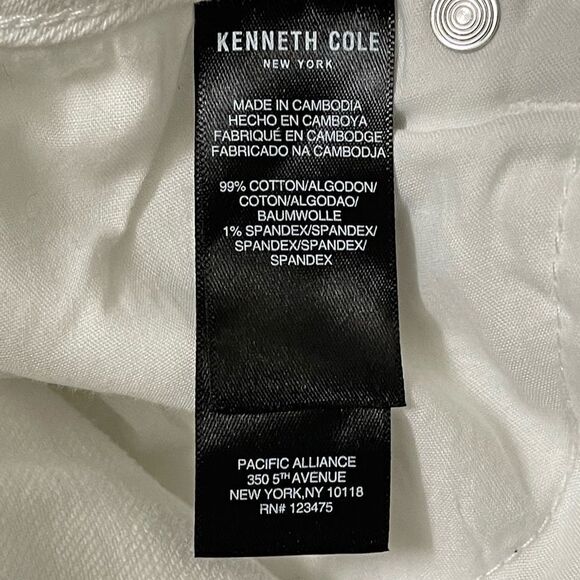 KENNETH COLE
NEW YORK
MADE IN CAMBODIA
HECHO EN CAMBOYA
FABRIQUÉ EN CAMBODGE
FABRICADO NA CAMBODJA
99% COTTON/ALGODON/
COTON/ALGODAO/
BAUMWOLLE
1% SPANDEX/SPANDEX/
SPANDEX/SPANDEX/
SPANDEX
PACIFIC ALLIANCE
350 5TH AVENUE
NEW YORK,NY 10118
RN# 123475